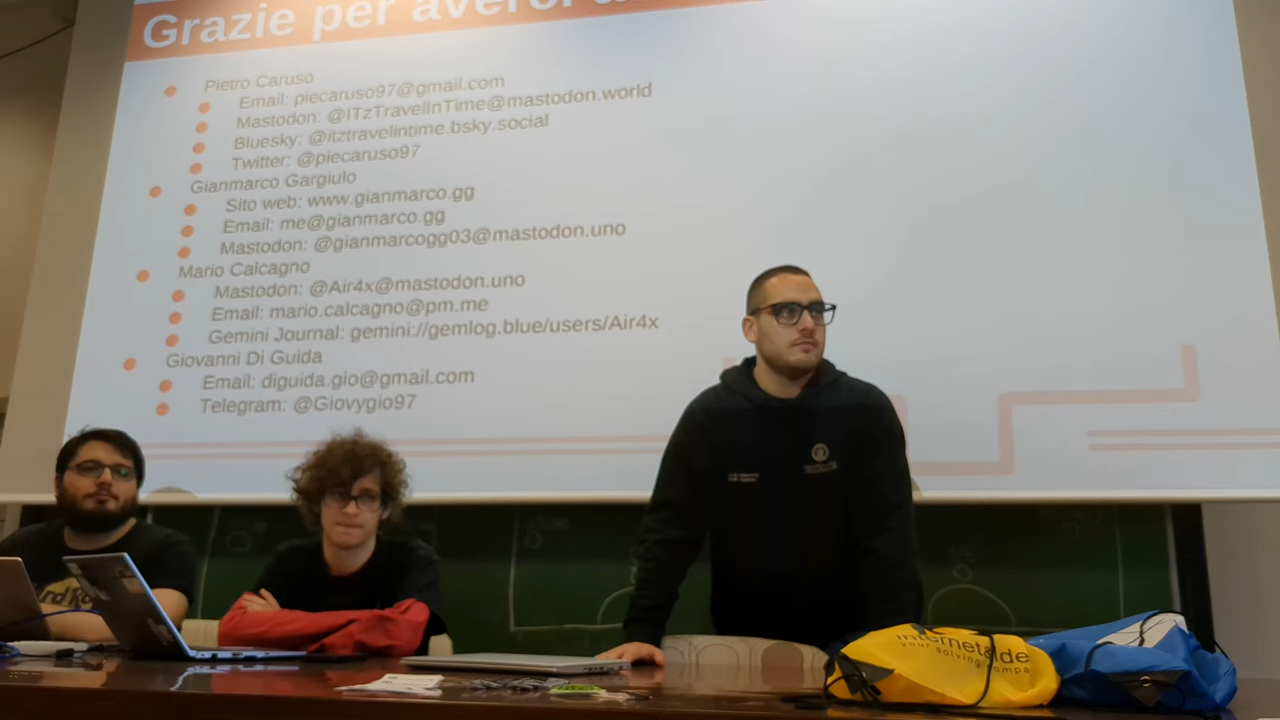 Grazie per averci a
Pietro Caruso
Email: piecaruso97@gmail.com
Mastodon: @ITzTravelInTime@mastodon.world
Bluesky: @itztravelintime.bsky.social
Twitter: @piecaruso97
Gianmarco Gargiulo
Sito web: www.gianmarco.gg
Email: me@gianmarco.gg
Mastodon: @gianmarcogg03@mastodon.uno
Mario Calcagno
Mastodon: @Air4x@mastodon.uno
Email: mario.calcagno@pm.me
Gemini Journal: gemini://gemlog.blue/users/Air4x
Giovanni Di Guida
Email: diguida.gio@gmail.com
Telegram: @Giovygio97
internet&ide
your solving compa